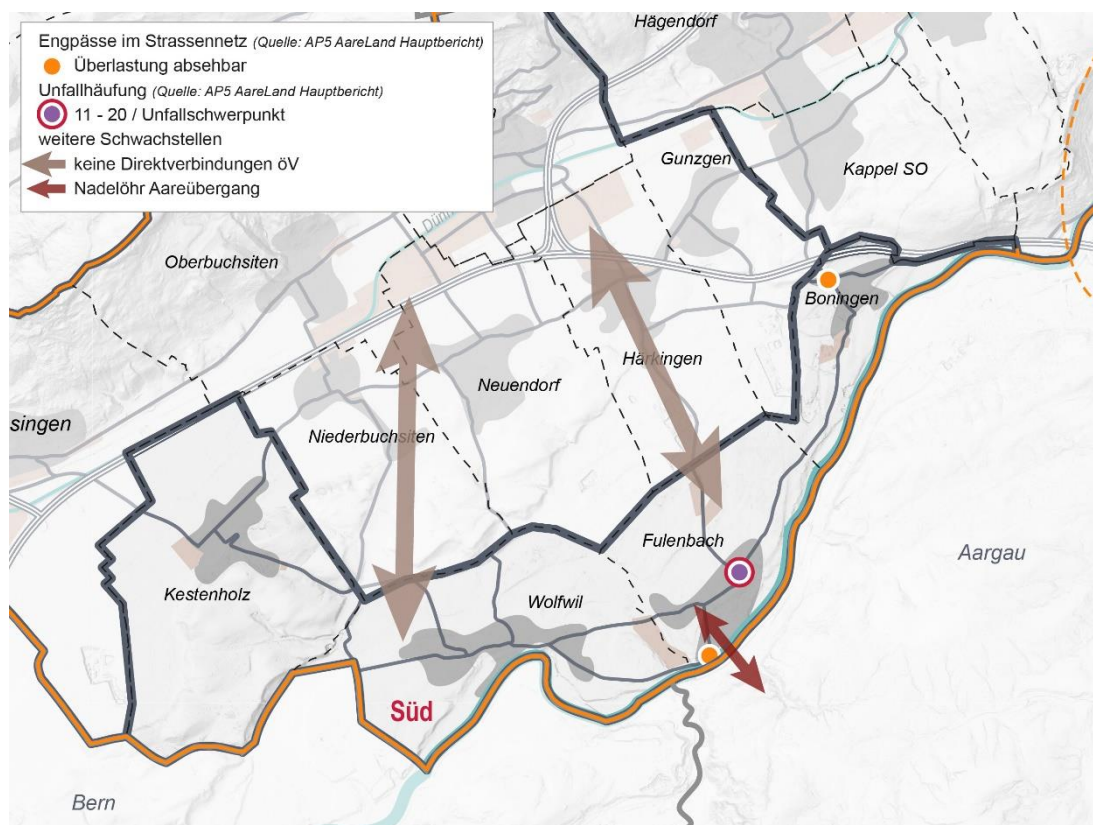 Engpässe im Strassennetz (Quelle: AP5 AareLand Hauptbericht)
Überlastung absehbar
Unfallhäufung (Quelle: AP5 AareLand Hauptbericht)
11 - 20 / Unfallschwerpunkt
weitere Schwachstellen
keine Direktverbindungen öV
Nadelöhr Aareübergang
Hägendorf
Gunzgen
Kappel SO
Dünn
Oberbuchsiten
Boningen
Härkingen
Neuendorf
singen
Niederbuchsiten
Fulenbach
Aargau
Kestenholz
Wolfwil
Süd
Bern